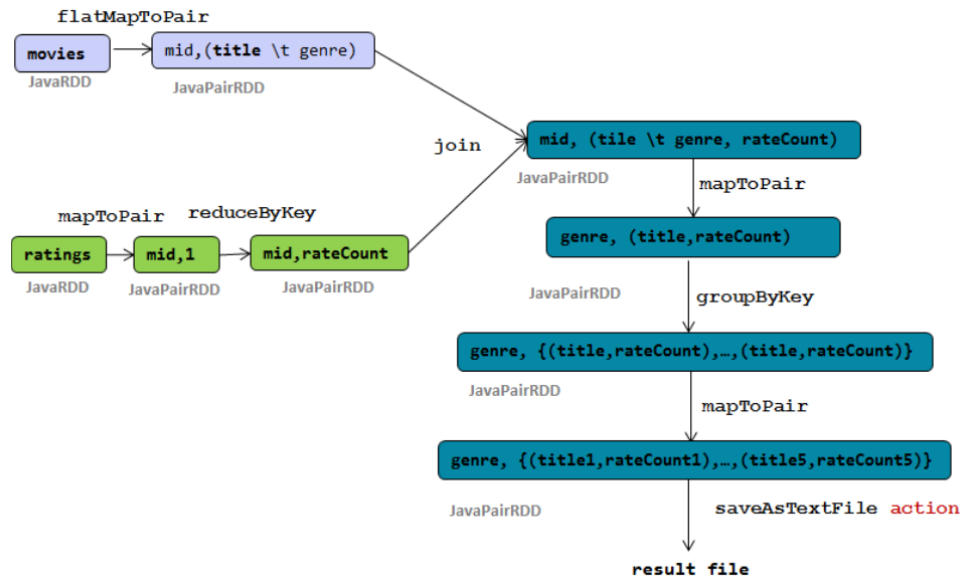 flatMapToPair
movies
mid,(title \t genre)
JavaRDD
JavaPairRDD
join
mid, (tile \t genre, rateCount)
JavaPairRDD
mapToPair
mapToPair
reduceByKey
ratings
mid,1
mid,rateCount
JavaRDD
JavaPairRDD
JavaPairRDD
genre, (title,rateCount)
JavaPairRDD
groupByKey
genre, {(title,rateCount),…,(title,rateCount)}
JavaPairRDD
mapToPair
genre, {(title1,rateCount1),…,(title5,rateCount5)}
JavaPairRDD
saveAsTextFile action
result file